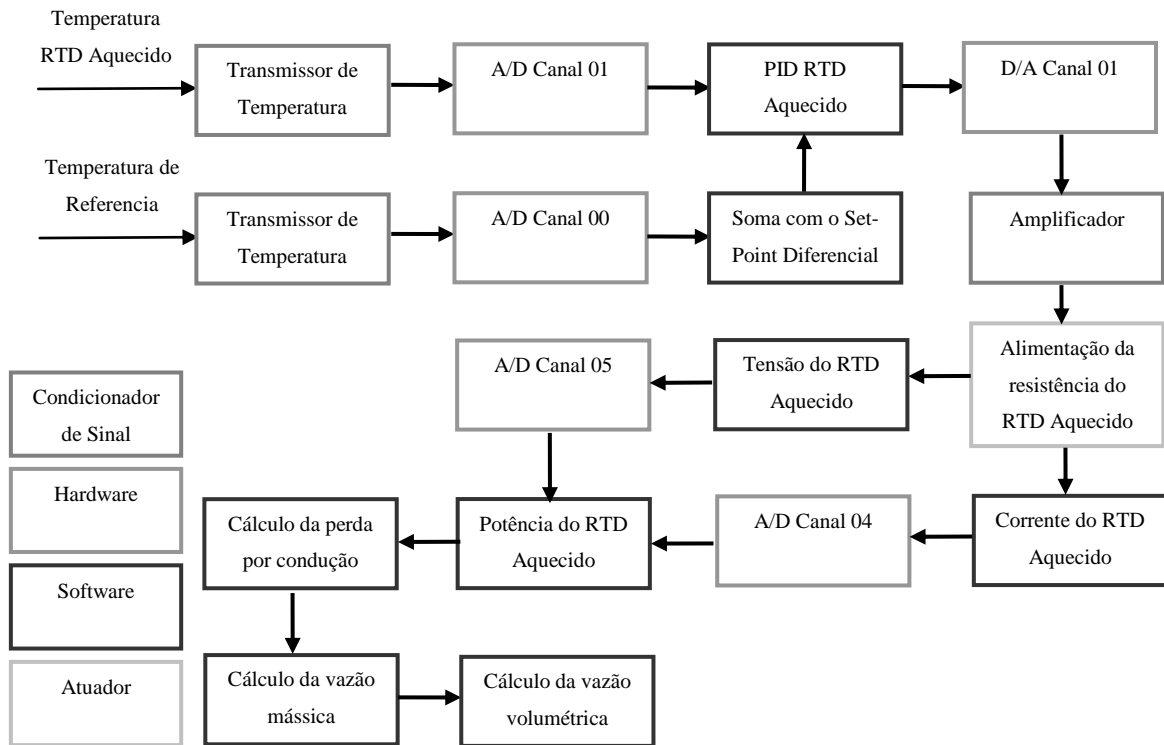 Temperatura
RTD Aquecido
Transmissor de
Temperatura
A/D Canal 01
PID RTD
Aquecido
D/A Canal 01
Temperatura de
Referencia
Transmissor de
Temperatura
A/D Canal 00
Soma com o Set-
Point Diferencial
Amplificador
A/D Canal 05
Tensão do RTD
Aquecido
Alimentação da
resistência do
RTD Aquecido
Condicionador
de Sinal
Hardware
Cálculo da perda
por condução
Potência do RTD
Aquecido
A/D Canal 04
Corrente do RTD
Aquecido
Software
Atuador
Cálculo da vazão
mássica
Cálculo da vazão
volumétrica